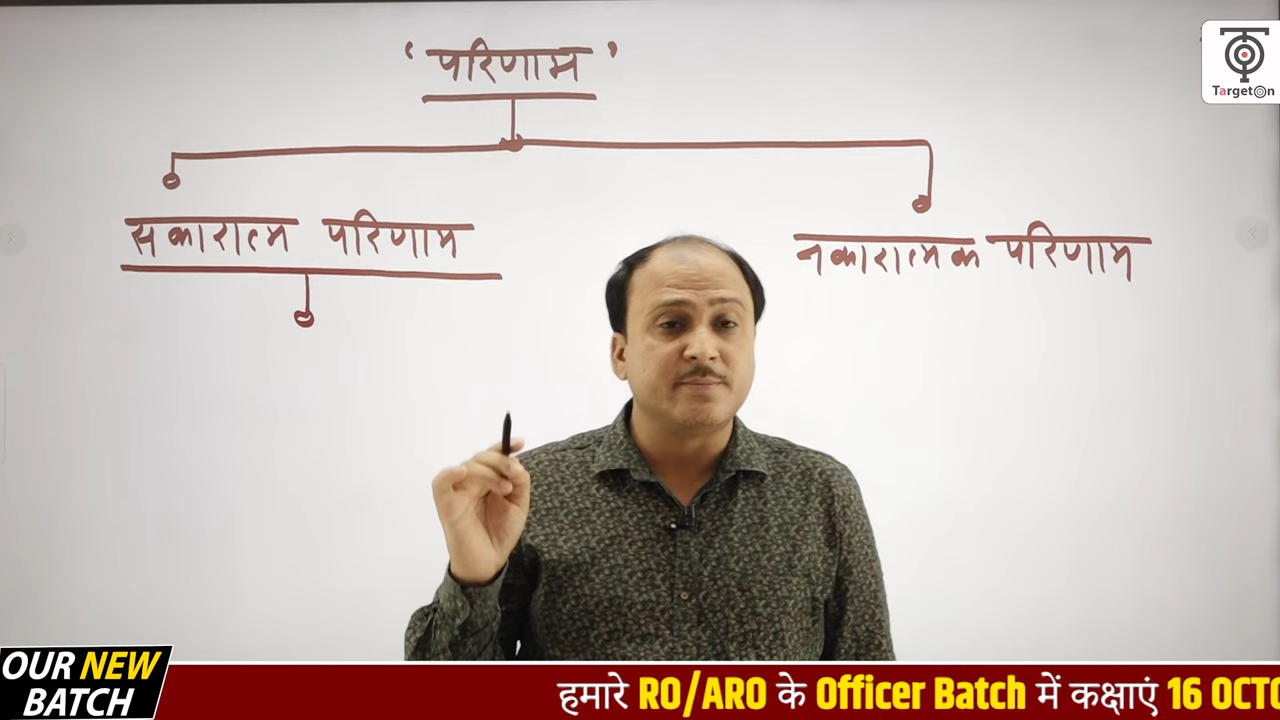 ‘ परिणाम ’
TargetOn
सकारात्म परिणाम
नकारात्मक परिणाम
OUR NEW
BATCH
हमारे RO/ARO के Officer Batch में कक्षाएं 16 OCTO